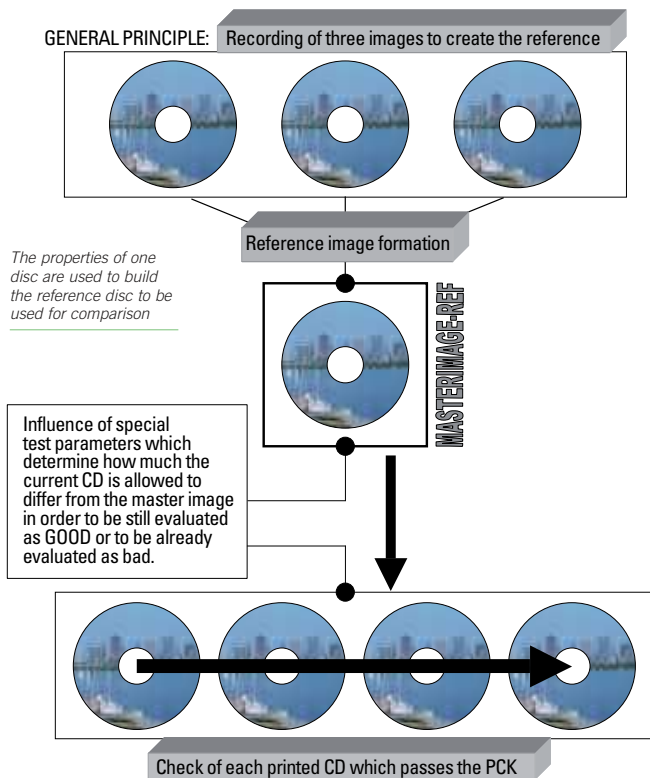 GENERAL PRINCIPLE: Recording of three images to create the reference
Reference image formation
The properties of one
disc are used to build
the reference disc to be
used for comparison
MASTERIMAGE-REF
Influence of special
test parameters which
determine how much the
current CD is allowed to
differ from the master image
in order to be still evaluated
as GOOD or to be already
evaluated as bad.
Check of each printed CD which passes the PCK